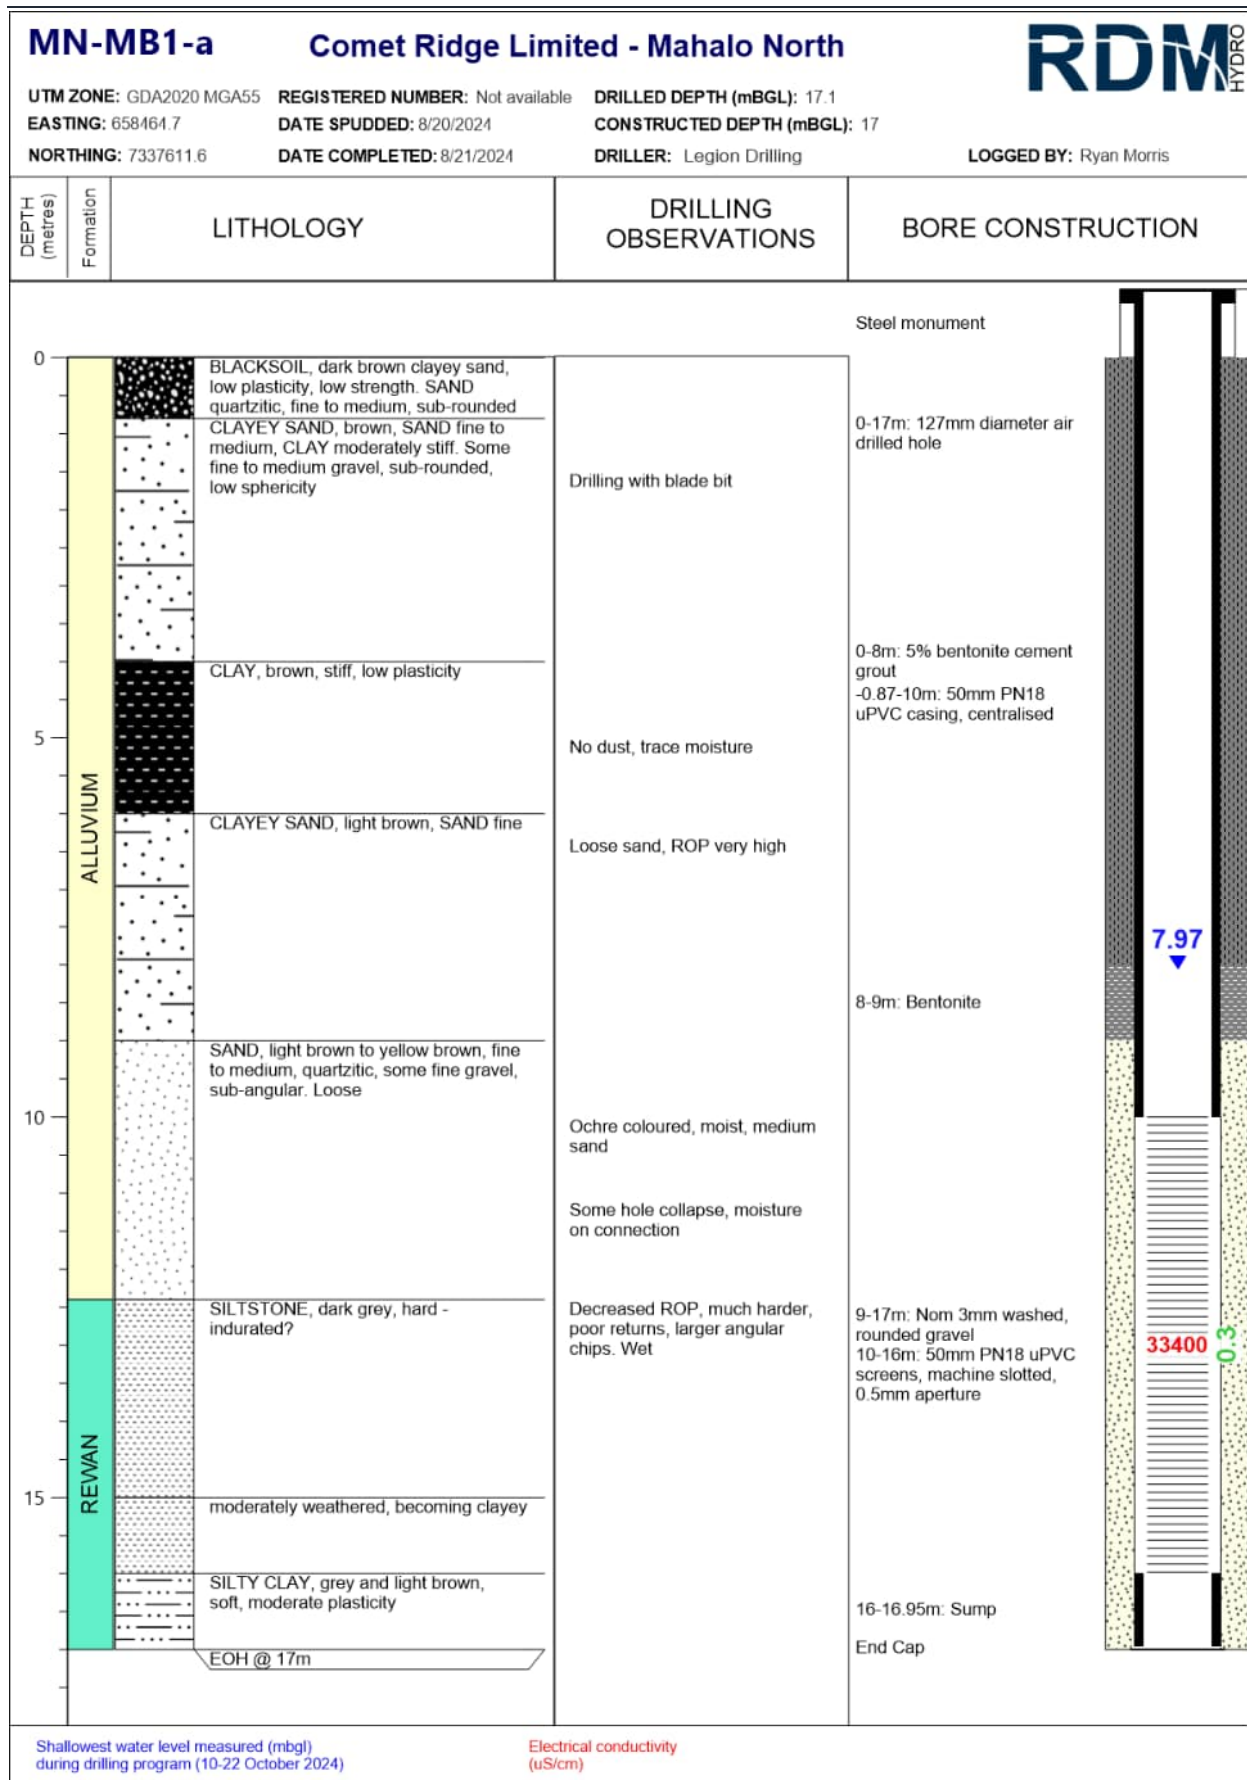 MN-MB1-a
Comet Ridge Limited - Mahalo North
RDM HYDRO
UTM ZONE: GDA2020 MGA55 REGISTERED NUMBER: Not available DRILLED DEPTH (mBGL): 17.1
EASTING: 658464.7 DATE SPUDDED: 8/20/2024 CONSTRUCTED DEPTH (mBGL): 17
NORTHING: 7337611.6 DATE COMPLETED: 8/21/2024 DRILLER: Legion Drilling LOGGED BY: Ryan Morris
DEPTH
(metres)
Formation
LITHOLOGY
DRILLING
OBSERVATIONS
BORE CONSTRUCTION
Steel monument
0
BLACKSOIL, dark brown clayey sand,
low plasticity, low strength. SAND
quartzitic, fine to medium, sub-rounded
CLAYEY SAND, brown, SAND fine to
medium, CLAY moderately stiff. Some
fine to medium gravel, sub-rounded,
low sphericity
0-17m: 127mm diameter air
drilled hole
Drilling with blade bit
CLAY, brown, stiff, low plasticity
0-8m: 5% bentonite cement
grout
-0.87-10m: 50mm PN18
uPVC casing, centralised
5
No dust, trace moisture
ALLUVIUM
CLAYEY SAND, light brown, SAND fine
Loose sand, ROP very high
7.97
8-9m: Bentonite
SAND, light brown to yellow brown, fine
to medium, quartzitic, some fine gravel,
sub-angular. Loose
10
Ochre coloured, moist, medium
sand
Some hole collapse, moisture
on connection
SILTSTONE, dark grey, hard -
indurated?
Decreased ROP, much harder,
poor returns, larger angular
chips. Wet
9-17m: Nom 3mm washed,
rounded gravel
10-16m: 50mm PN18 uPVC
screens, machine slotted,
0.5mm aperture
33400
0.3
REWAN
15
moderately weathered, becoming clayey
SILTY CLAY, grey and light brown,
soft, moderate plasticity
16-16.95m: Sump
End Cap
EOH @ 17m
Shallowest water level measured (mbgl)
during drilling program (10-22 October 2024)
Electrical conductivity
(uS/cm)